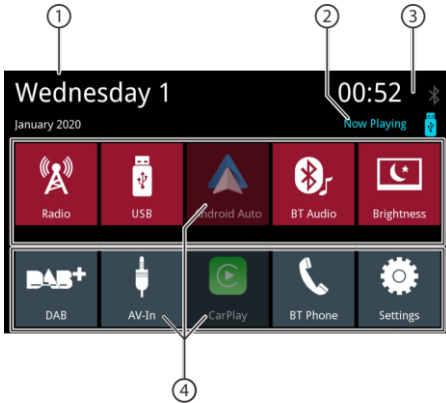 1
2
3
Wednesday 1
00:52
January 2020
Now Playing
Radio
USB
Android Auto
BT Audio
Brightness
DAB+
DAB
AV-In
CarPlay
BT Phone
Settings
4